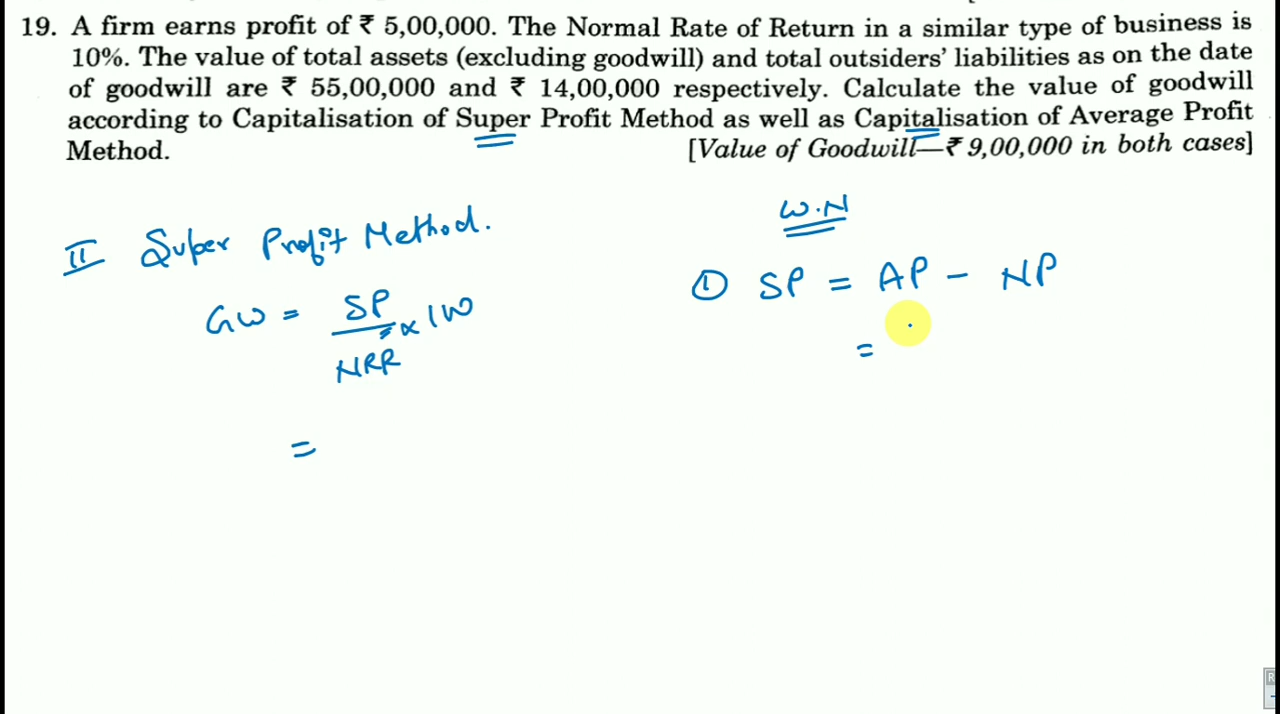 19. A firm earns profit of ₹ 5,00,000. The Normal Rate of Return in a similar type of business is
10%. The value of total assets (excluding goodwill) and total outsiders' liabilities as on the date
of goodwill are ₹ 55,00,000 and ₹ 14,00,000 respectively. Calculate the value of goodwill
according to Capitalisation of Super Profit Method as well as Capitalisation of Average Profit
Method. [Value of Goodwill—₹ 9,00,000 in both cases]
W.N
II Super Profit Method.
① SP = AP - NP
GW = SP / NRR × 100
=
=
R